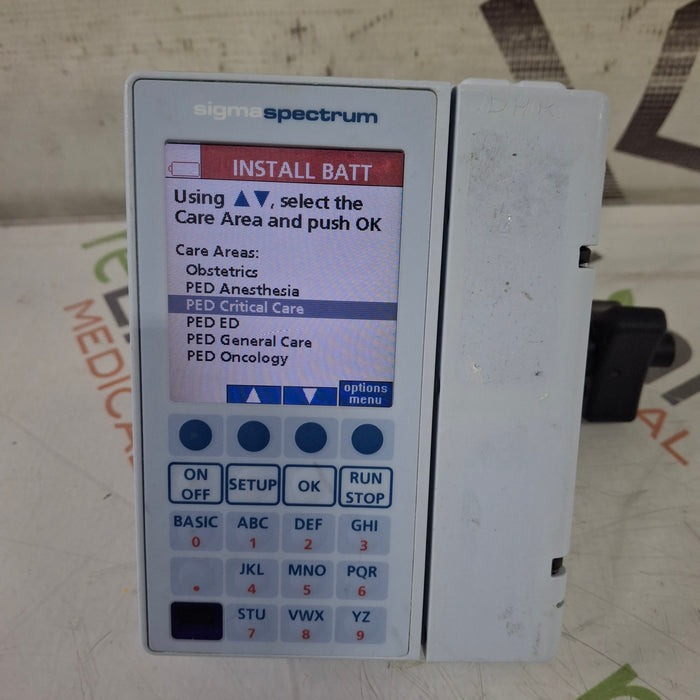 sigmaspectrum
INSTALL BATT
Using ▲▼, select the
Care Area and push OK
Care Areas:
Obstetrics
PED Anesthesia
PED Critical Care
PED ED
PED General Care
PED Oncology
options
menu
ON
OFF
SETUP
OK
RUN
STOP
BASIC
0
ABC
1
DEF
2
GHI
3
.
JKL
4
MNO
5
PQR
6
STU
7
VWX
8
YZ
9
MEDICA
AL